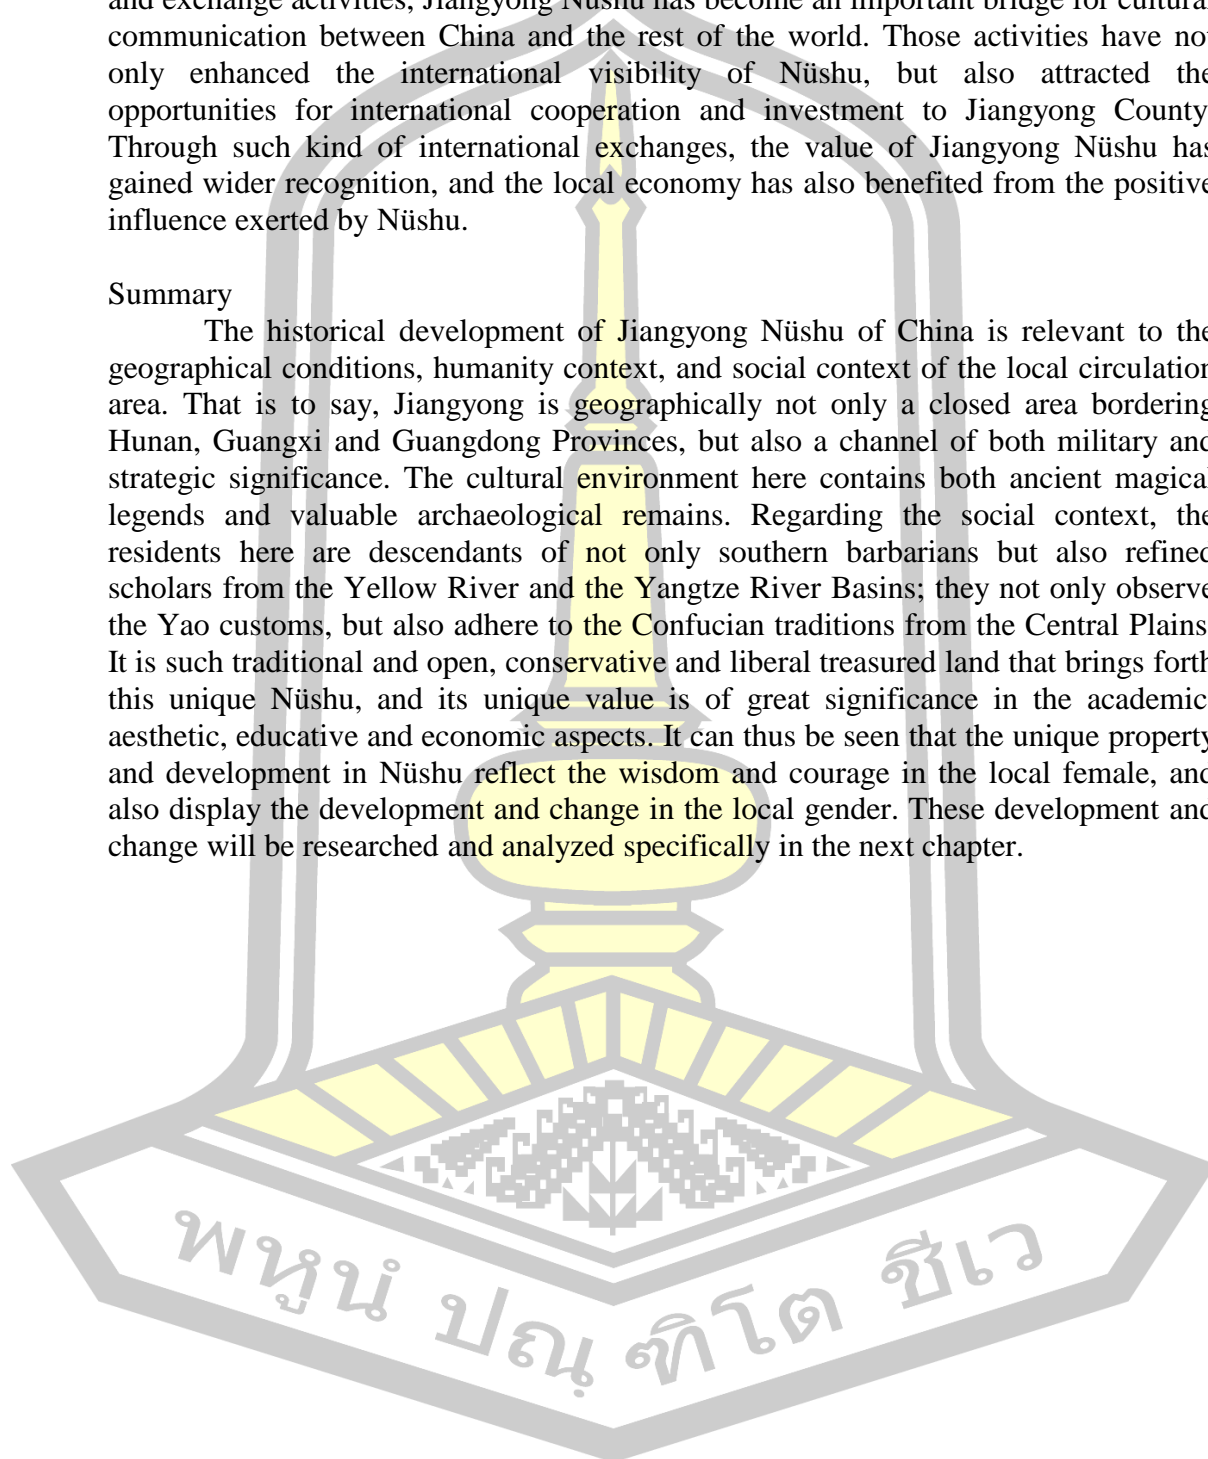 and exchange activities, Jiangyong Nüshu has become an important bridge for cultural
communication between China and the rest of the world. Those activities have not
only enhanced the international visibility of Nüshu, but also attracted the
opportunities for international cooperation and investment to Jiangyong County
Through such kind of international exchanges, the value of Jiangyong Nüshu has
gained wider recognition, and the local economy has also benefited from the positive
influence exerted by Nüshu.
Summary
The historical development of Jiangyong Nüshu of China is relevant to the
geographical conditions, humanity context, and social context of the local circulation
area. That is to say, Jiangyong is geographically not only a closed area bordering
Hunan, Guangxi and Guangdong Provinces, but also a channel of both military and
strategic significance. The cultural environment here contains both ancient magical
legends and valuable archaeological remains. Regarding the social context, the
residents here are descendants of not only southern barbarians but also refined
scholars from the Yellow River and the Yangtze River Basins; they not only observe
the Yao customs, but also adhere to the Confucian traditions from the Central Plains
It is such traditional and open, conservative and liberal treasured land that brings forth
this unique Nüshu, and its unique value is of great significance in the academic
aesthetic, educative and economic aspects. It can thus be seen that the unique property
and development in Nüshu reflect the wisdom and courage in the local female, and
also display the development and change in the local gender. These development and
change will be researched and analyzed specifically in the next chapter.
พหูนํ ปณฺฑิโต ชีเว